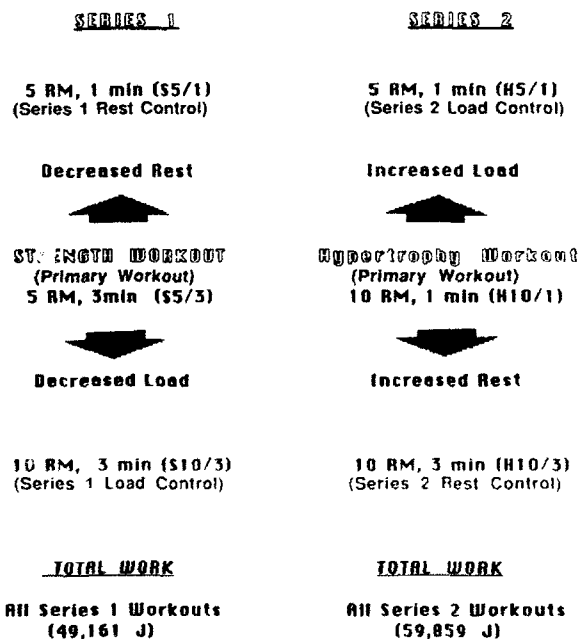 SERIES 1
5 RM, 1 min (S5/1)
(Series 1 Rest Control)
Decreased Rest
STRENGTH WORKOUT
(Primary Workout)
5 RM, 3min (S5/3)
Decreased Load
10 RM, 3 min (S10/3)
(Series 1 Load Control)
TOTAL WORK
All Series 1 Workouts
(49,161 J)
SERIES 2
5 RM, 1 min (H5/1)
(Series 2 Load Control)
Increased Load
Hypertrophy Workout
(Primary Workout)
10 RM, 1 min (H10/1)
Increased Rest
10 RM, 3 min (H10/3)
(Series 2 Rest Control)
TOTAL WORK
All Series 2 Workouts
(59,859 J)